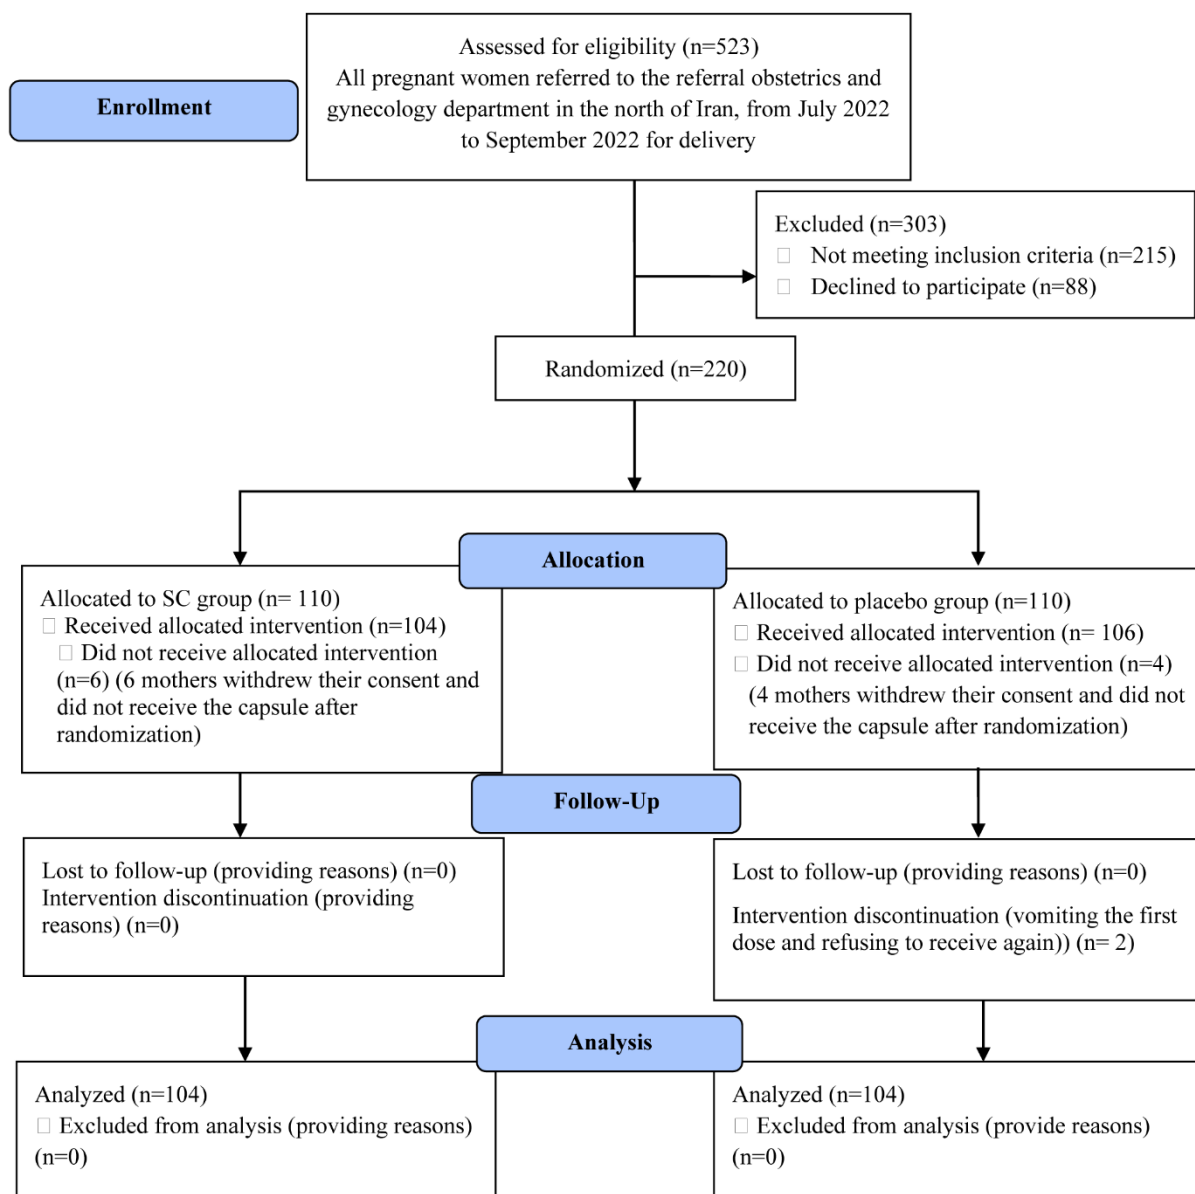 Assessed for eligibility (n=523)
All pregnant women referred to the referral obstetrics and
gynecology department in the north of Iran, from July 2022
to September 2022 for delivery
Enrollment
Excluded (n=303)
Not meeting inclusion criteria (n=215)
Declined to participate (n=88)
Randomized (n=220)
Allocation
Allocated to SC group (n= 110)
Received allocated intervention (n=104)
Did not receive allocated intervention
(n=6) (6 mothers withdrew their consent and
did not receive the capsule after
randomization)
Allocated to placebo group (n=110)
Received allocated intervention (n= 106)
Did not receive allocated intervention (n=4)
(4 mothers withdrew their consent and did not
receive the capsule after randomization)
Follow-Up
Lost to follow-up (providing reasons) (n=0)
Intervention discontinuation (providing
reasons) (n=0)
Lost to follow-up (providing reasons) (n=0)
Intervention discontinuation (vomiting the first
dose and refusing to receive again)) (n= 2)
Analysis
Analyzed (n=104)
Excluded from analysis (providing reasons)
(n=0)
Analyzed (n=104)
Excluded from analysis (provide reasons)
(n=0)